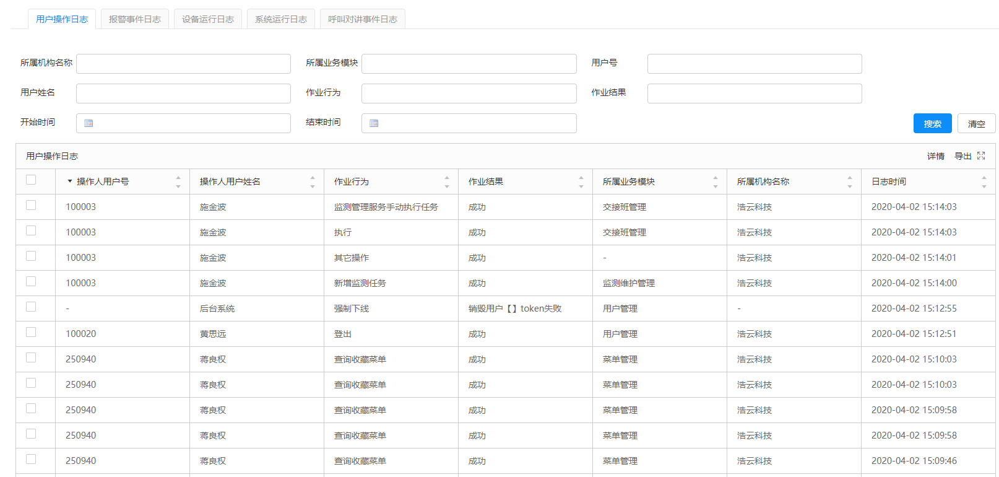 用户操作日志 报警事件日志 设备运行日志 系统运行日志 呼叫对讲事件日志
所属机构名称 所属业务模块 用户号
用户姓名 作业行为 作业结果
开始时间 结束时间 搜索 清空
用户操作日志 详情 导出
操作人用户号 操作人用户姓名 作业行为 作业结果 所属业务模块 所属机构名称 日志时间
100003 施金波 监测管理服务手动执行任务 成功 交接班管理 浩云科技 2020-04-02 15:14:03
100003 施金波 执行 成功 交接班管理 浩云科技 2020-04-02 15:14:03
100003 施金波 其它操作 成功 - 浩云科技 2020-04-02 15:14:01
100003 施金波 新增监测任务 成功 监测维护管理 浩云科技 2020-04-02 15:14:00
- 后台系统 强制下线 销毁用户【】token失败 用户管理 - 2020-04-02 15:12:55
100020 黄思远 登出 成功 用户管理 浩云科技 2020-04-02 15:12:51
250940 蒋良权 查询收藏菜单 成功 菜单管理 浩云科技 2020-04-02 15:10:03
250940 蒋良权 查询收藏菜单 成功 菜单管理 浩云科技 2020-04-02 15:10:03
250940 蒋良权 查询收藏菜单 成功 菜单管理 浩云科技 2020-04-02 15:09:58
250940 蒋良权 查询收藏菜单 成功 菜单管理 浩云科技 2020-04-02 15:09:58
250940 蒋良权 查询收藏菜单 成功 菜单管理 浩云科技 2020-04-02 15:09:46